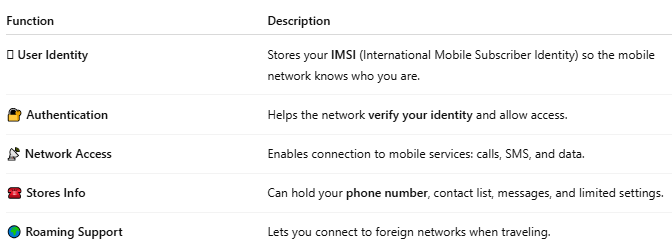 Function Description
User Identity Stores your IMSI (International Mobile Subscriber Identity) so the mobile
network knows who you are.
Authentication Helps the network verify your identity and allow access.
Network Access Enables connection to mobile services: calls, SMS, and data.
Stores Info Can hold your phone number, contact list, messages, and limited settings.
Roaming Support Lets you connect to foreign networks when traveling.